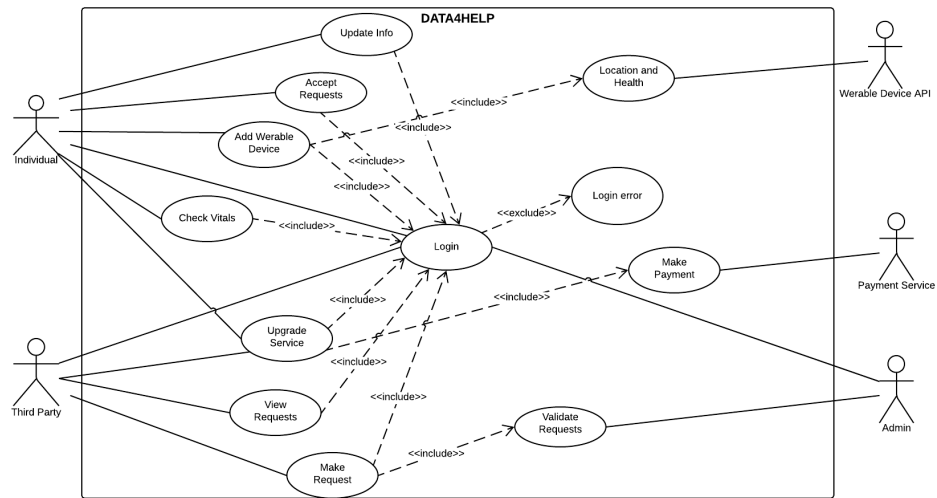 DATA4HELP
Update Info
Accept
Requests
Location and
Health
Werable Device API
<<include>>
<<include>>
Individual
Add Werable
Device
<<include>>
<<include>>
Login error
Check Vitals
<<include>>
<<exclude>>
Login
Make
Payment
Payment Service
<<include>>
<<include>>
Upgrade
Service
<<include>>
Third Party
View
Requests
<<include>>
Validate
Requests
Admin
<<include>>
Make
Request